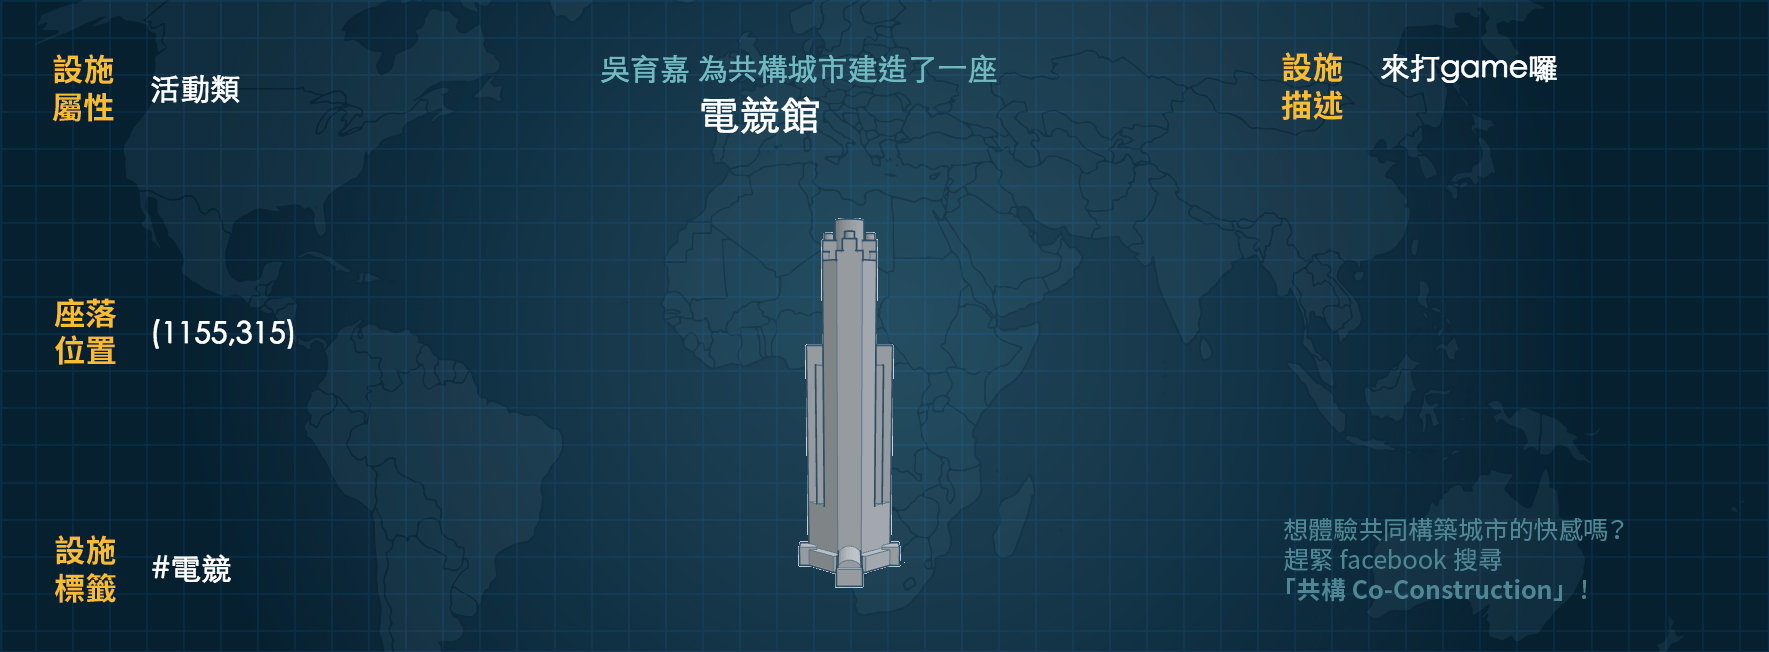 設施
屬性
活動類
吳育嘉 為共構城市建造了一座
電競館
設施
描述
來打game囉
座落
位置
(1155,315)
設施
標籤
#電競
想體驗共同構築城市的快感嗎？
趕緊 facebook 搜尋
「共構 Co-Construction」！